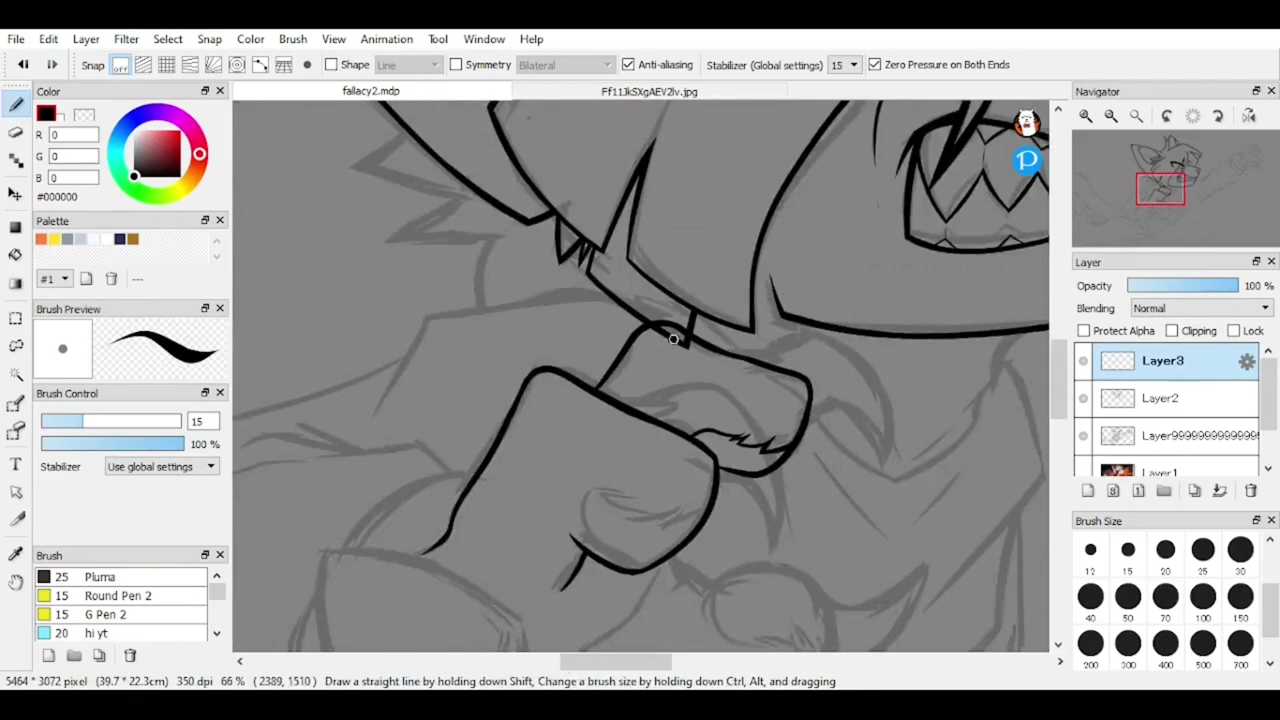 File Edit Layer Filter Select Snap Color Brush View Animation Tool Window Help
Snap off Shape Line Symmetry Bilateral Anti-aliasing Stabilizer (Global settings) 15 Zero Pressure on Both Ends
Color
fallacy2.mdp
Navigator
R 0
G 0
B 0
#000000
Palette
#1
---
Brush Preview
Brush Control
15
100 %
Stabilizer Use global settings
Brush
25 Pluma
15 Round Pen 2
15 G Pen 2
20 hi yt
Layer
Opacity 100 %
Blending Normal
Protect Alpha Clipping Lock
Layer3
Layer2
Layer1
Brush Size
12 15 20 25 30
40 50 70 100 150
200 300 400 500 700
5464 * 3072 pixel (39.7 * 22.3cm) 350 dpi 66 % (2389, 1510) Draw a straight line by holding down Shift, Change a brush size by holding down Ctrl, Alt, and dragging